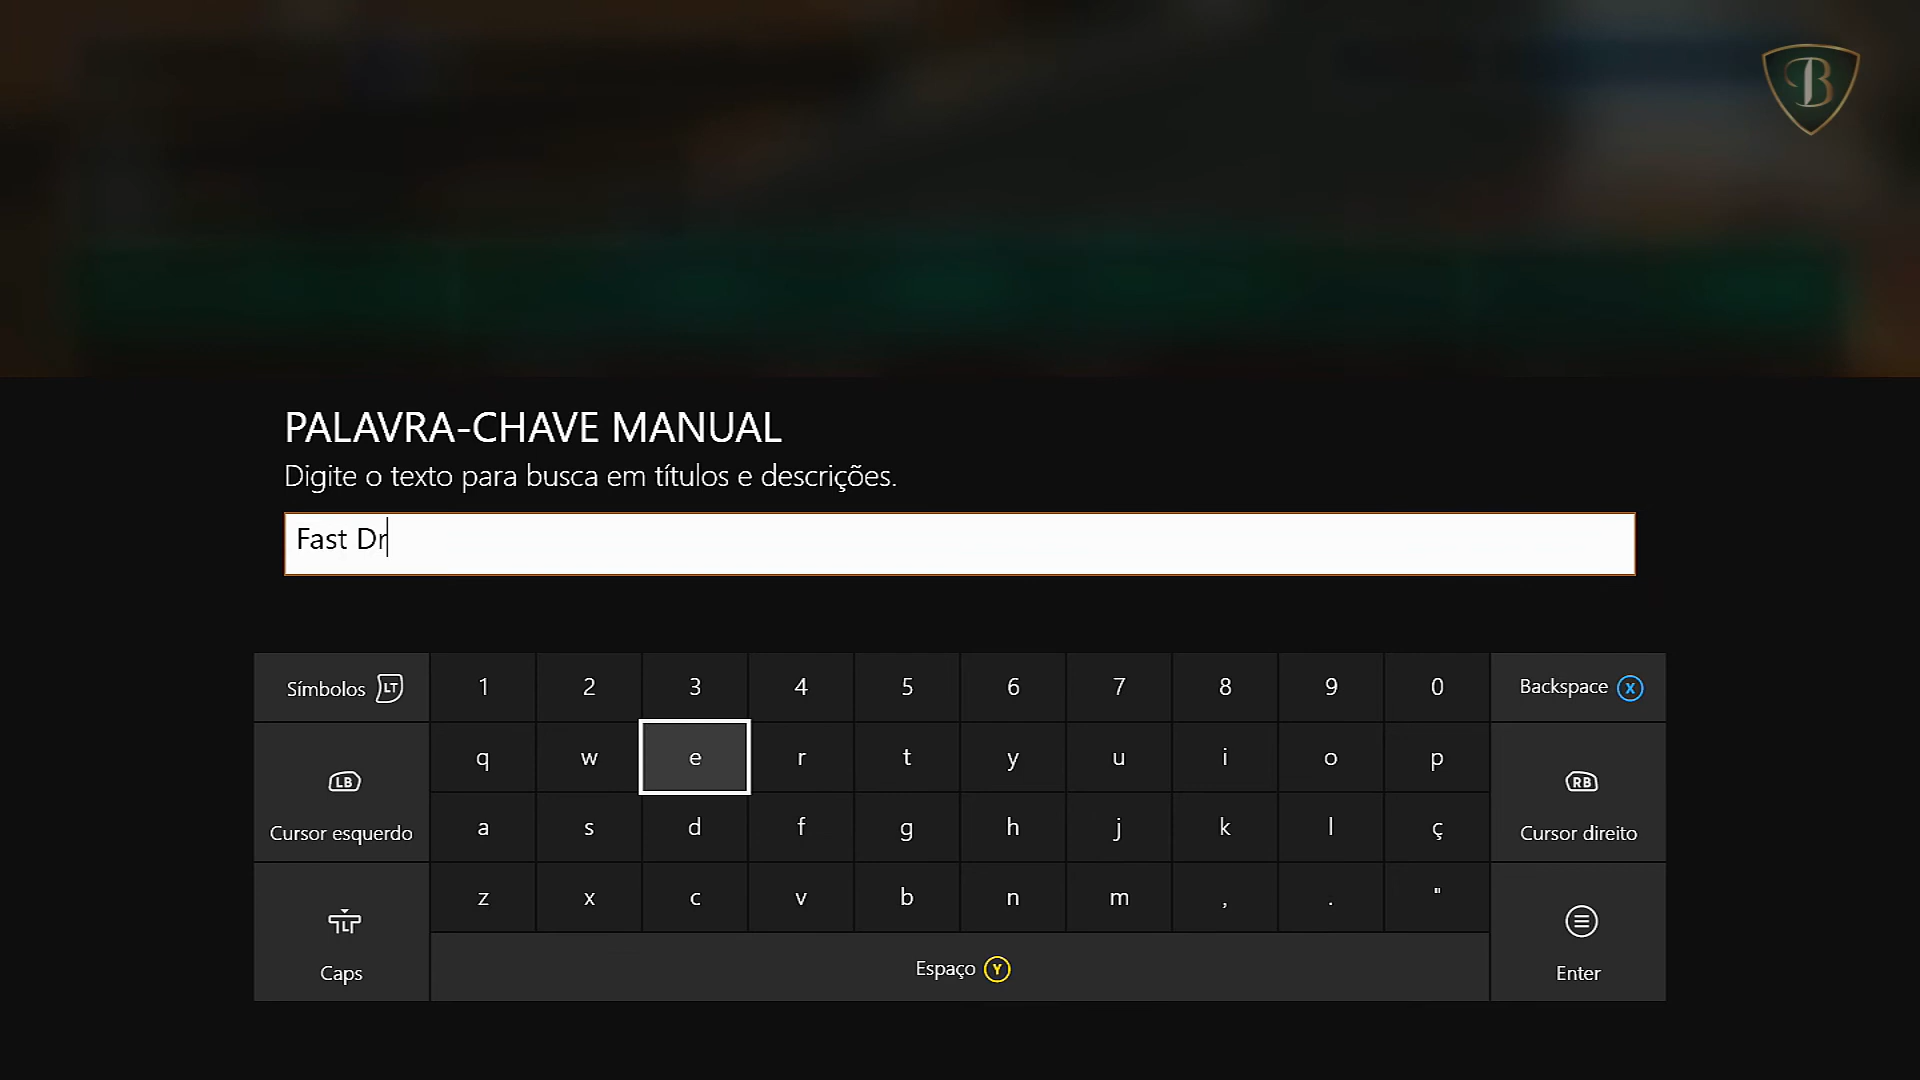 B
PALAVRA-CHAVE MANUAL
Digite o texto para busca em títulos e descrições.
Fast Dr
Símbolos LT 1 2 3 4 5 6 7 8 9 0 Backspace X
q w e r t y u i o p
LB RB
Cursor esquerdo a s d f g h j k l ç Cursor direito
z x c v b n m , . "
Caps Espaço Y Enter